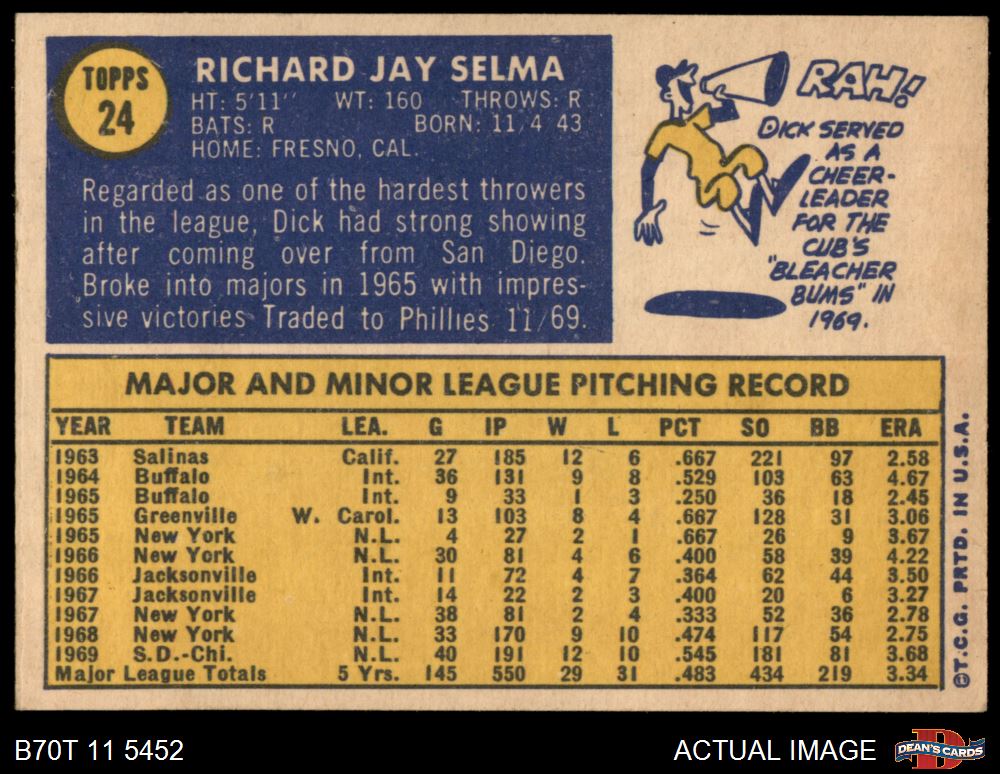 TOPPS
24
RICHARD JAY SELMA
HT: 5'11" WT: 160 THROWS: R
BATS: R BORN: 11/4 43
HOME: FRESNO, CAL.
Regarded as one of the hardest throwers
in the league, Dick had strong showing
after coming over from San Diego.
Broke into majors in 1965 with impres-
sive victories Traded to Phillies 11/69.
RAH!
DICK SERVED
AS A
CHEER-
LEADER
FOR THE
CUB'S
"BLEACHER
BUMS" IN
1969.
MAJOR AND MINOR LEAGUE PITCHING RECORD
YEAR TEAM LEA. G IP W L PCT SO BB ERA
1963 Salinas Calif. 27 185 12 6 .667 221 97 2.58
1964 Buffalo Int. 36 131 9 8 .529 103 63 4.67
1965 Buffalo Int. 9 33 1 3 .250 36 18 2.45
1965 Greenville W. Carol. 13 103 8 4 .667 128 31 3.06
1965 New York N.L. 4 27 2 1 .667 26 9 3.67
1966 New York N.L. 30 81 4 6 .400 58 39 4.22
1966 Jacksonville Int. 11 72 4 7 .364 62 44 3.50
1967 Jacksonville Int. 14 22 2 3 .400 20 6 3.27
1967 New York N.L. 38 81 2 4 .333 52 36 2.78
1968 New York N.L. 33 170 9 10 .474 117 54 2.75
1969 S.D.-Chi. N.L. 40 191 12 10 .545 181 81 3.68
Major League Totals 5 Yrs. 145 550 29 31 .483 434 219 3.34
©T.C.G. PRTD. IN U.S.A.
B70T 11 5452
ACTUAL IMAGE
D
DEAN'S CARDS